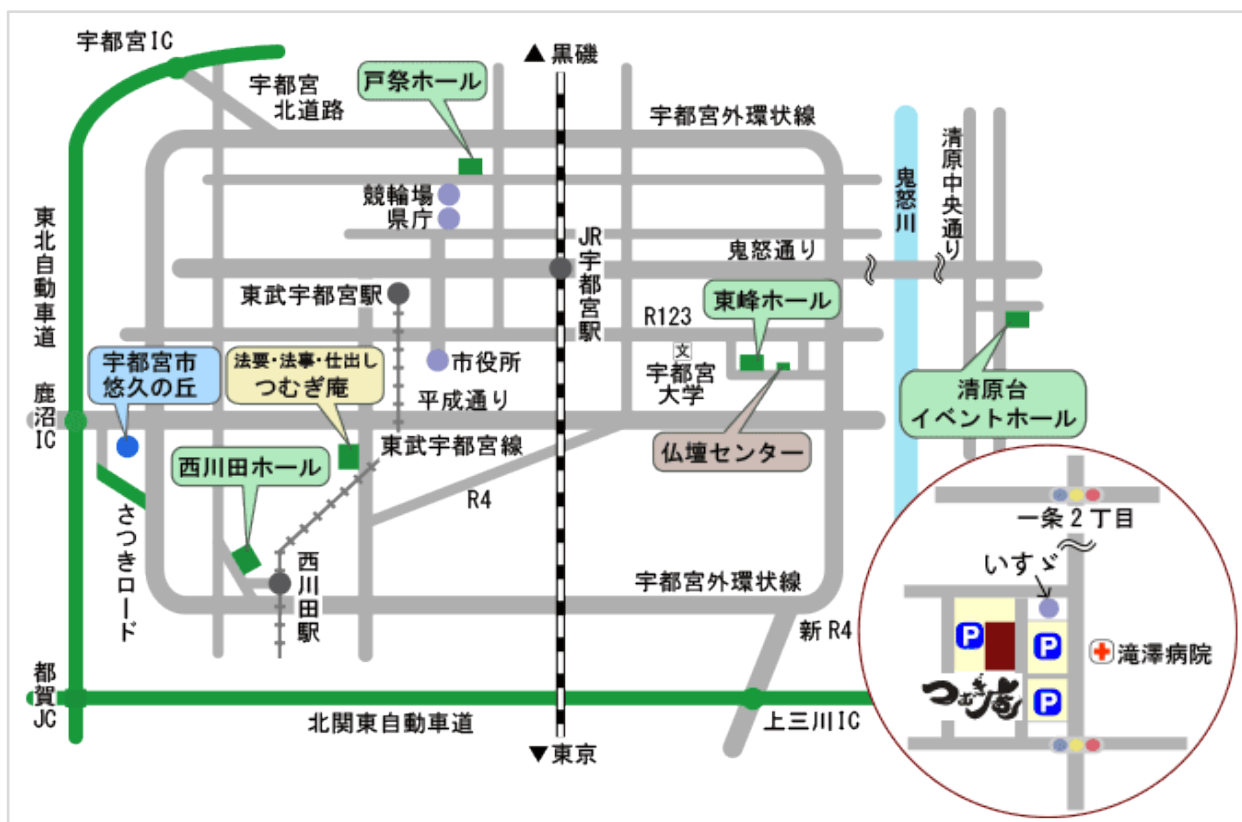 宇都宮IC
▲ 黒磯
戸祭ホール
宇都宮
北道路
宇都宮外環状線
清原中央通り
鬼怒川
競輪場
県庁
東北自動車道
JR宇都宮駅
鬼怒通り
東武宇都宮駅
東峰ホール
R123
宇都宮市
悠久の丘
法要・法事・仕出し
つむぎ庵
市役所
文
宇都宮
大学
清原台
イベントホール
鹿沼
IC
平成通り
東武宇都宮線
仏壇センター
西川田ホール
R4
さつきロード
西川田駅
宇都宮外環状線
新R4
都賀
JC
北関東自動車道
上三川IC
▼東京
一条2丁目
いすゞ
P
P
滝澤病院
つむぎ庵
P